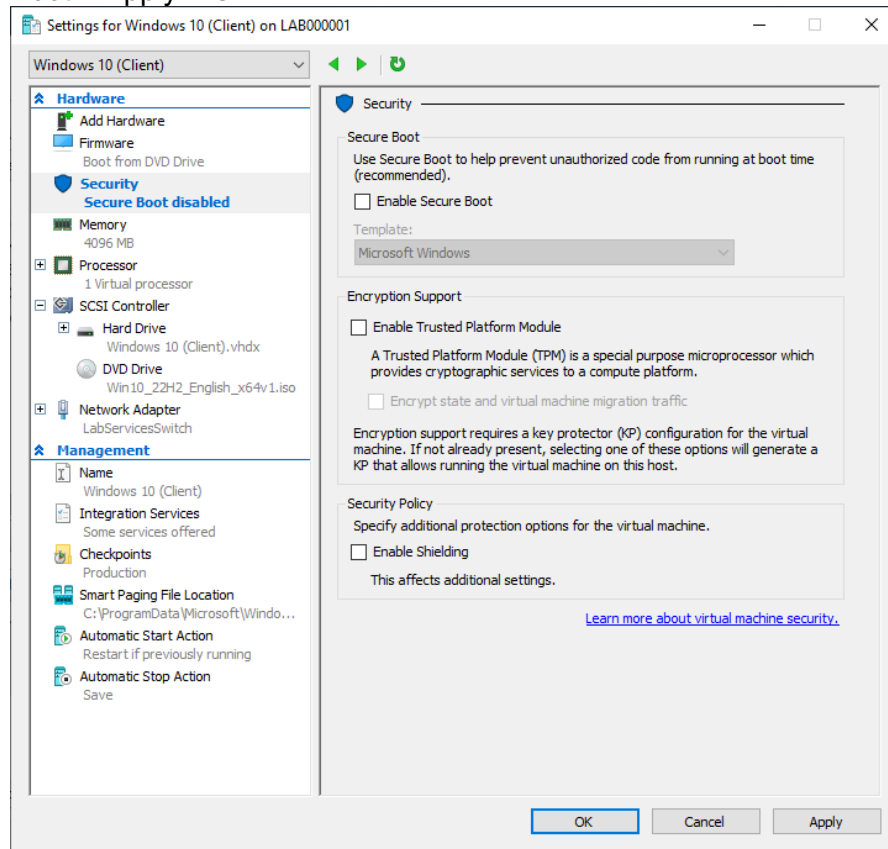 Settings for Windows 10 (Client) on LAB000001
Windows 10 (Client)
Hardware
Add Hardware
Firmware
Boot from DVD Drive
Security
Secure Boot disabled
Memory
4096 MB
Processor
1 Virtual processor
SCSI Controller
Hard Drive
Windows 10 (Client).vhdx
DVD Drive
Win10_22H2_English_x64v1.iso
Network Adapter
LabServicesSwitch
Management
Name
Windows 10 (Client)
Integration Services
Some services offered
Checkpoints
Production
Smart Paging File Location
C:\ProgramData\Microsoft\Windo...
Automatic Start Action
Restart if previously running
Automatic Stop Action
Save
Security
Secure Boot
Use Secure Boot to help prevent unauthorized code from running at boot time
(recommended).
Enable Secure Boot
Template:
Microsoft Windows
Encryption Support
Enable Trusted Platform Module
A Trusted Platform Module (TPM) is a special purpose microprocessor which
provides cryptographic services to a compute platform.
Encrypt state and virtual machine migration traffic
Encryption support requires a key protector (KP) configuration for the virtual
machine. If not already present, selecting one of these options will generate a
KP that allows running the virtual machine on this host.
Security Policy
Specify additional protection options for the virtual machine.
Enable Shielding
This affects additional settings.
Learn more about virtual machine security.
OK
Cancel
Apply